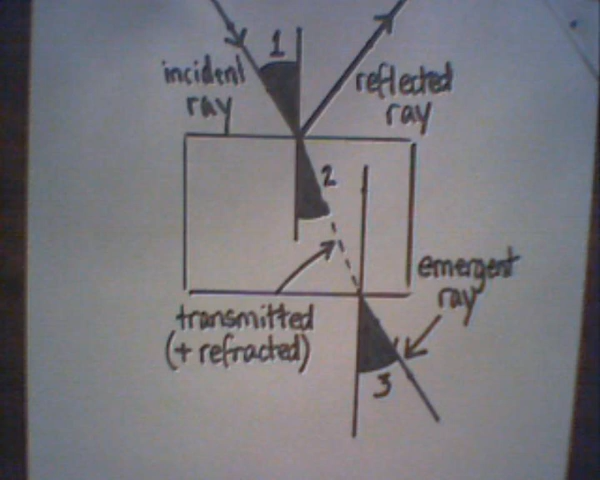 1
incident
ray
reflected
ray
2
emergent
ray
transmitted
(+ refracted)
3